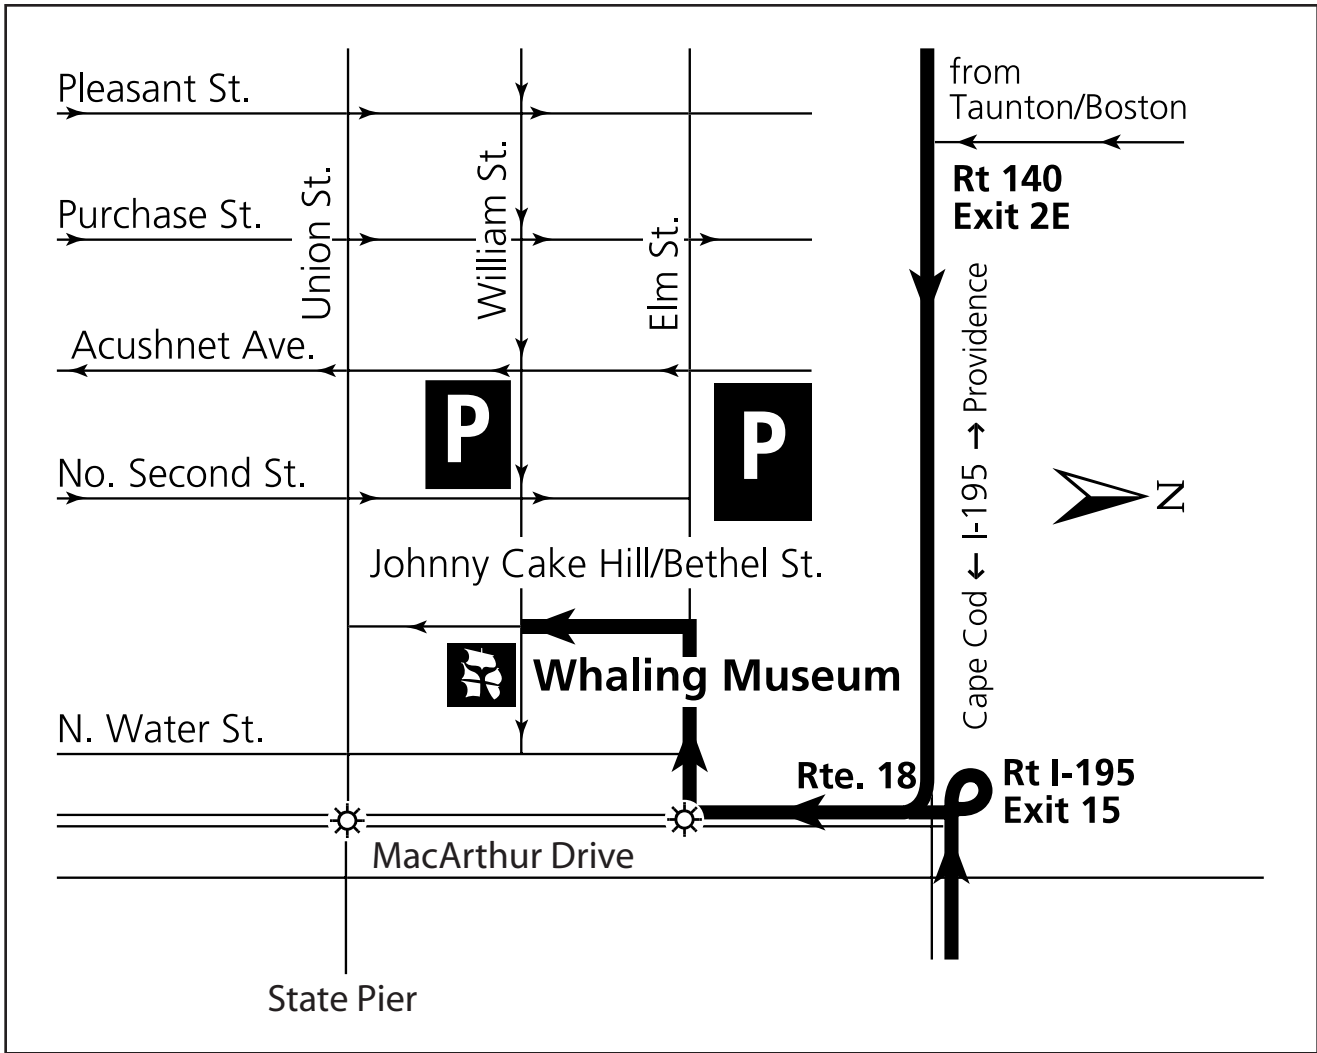 Pleasant St.
from
Taunton/Boston
Rt 140
Exit 2E
Purchase St.
Union St.
William St.
Elm St.
Acushnet Ave.
P
P
No. Second St.
Cape Cod ← I-195 → Providence
N
Johnny Cake Hill/Bethel St.
Whaling Museum
N. Water St.
Rte. 18
Rt I-195
Exit 15
MacArthur Drive
State Pier